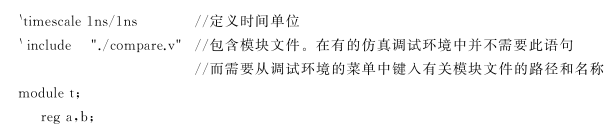 `timescale 1ns/1ns //定义时间单位
`include "./compare.v" //包含模块文件。在有的仿真调试环境中并不需要此语句
//而需要从调试环境的菜单中键入有关模块文件的路径和名称
module t;
reg a,b;